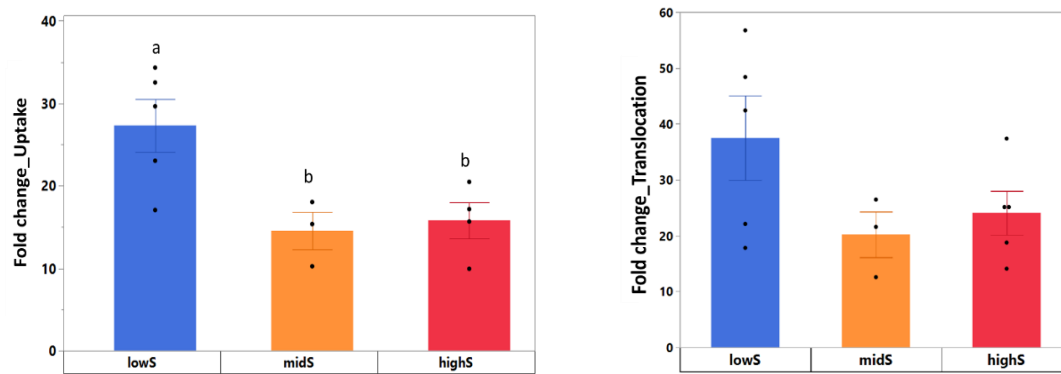 Fold change_Uptake
40
30
20
10
0
a
b
b
lowS midS highS
Fold change_Translocation
60
50
40
30
20
10
0
lowS midS highS